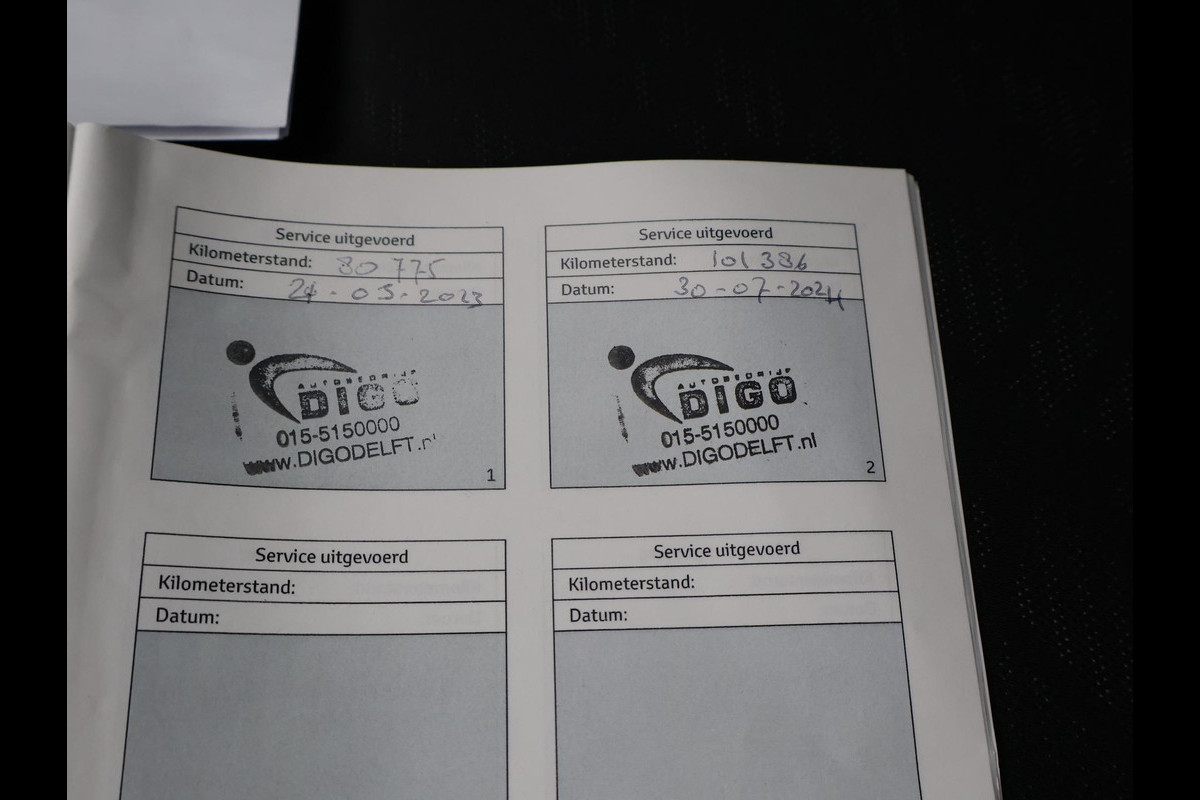 Service uitgevoerd
Kilometerstand: 80 775
Datum: - 05 - 2023
AUTOBEDRIJF
DIGO
015-5150000
www.DIGODELFT.nl
1
Service uitgevoerd
Kilometerstand: 101 386
Datum: 30 - 07 - 2024
AUTOBEDRIJF
DIGO
015-5150000
www.DIGODELFT.nl
2
Service uitgevoerd
Kilometerstand:
Datum:
Service uitgevoerd
Kilometerstand:
Datum: